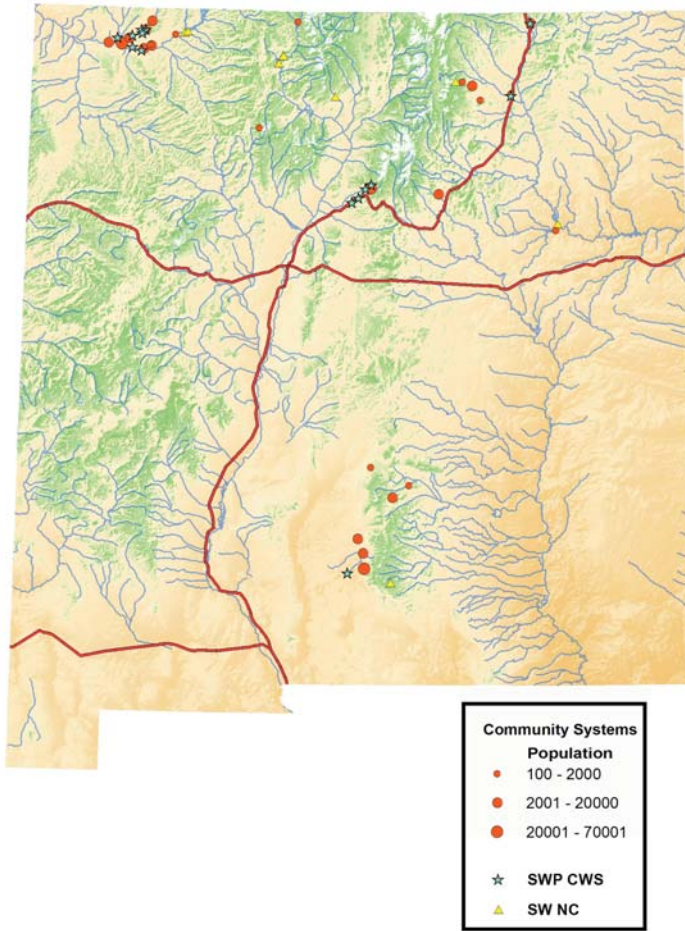 Community Systems
Population
100 - 2000
2001 - 20000
20001 - 70001
SWP CWS
SW NC